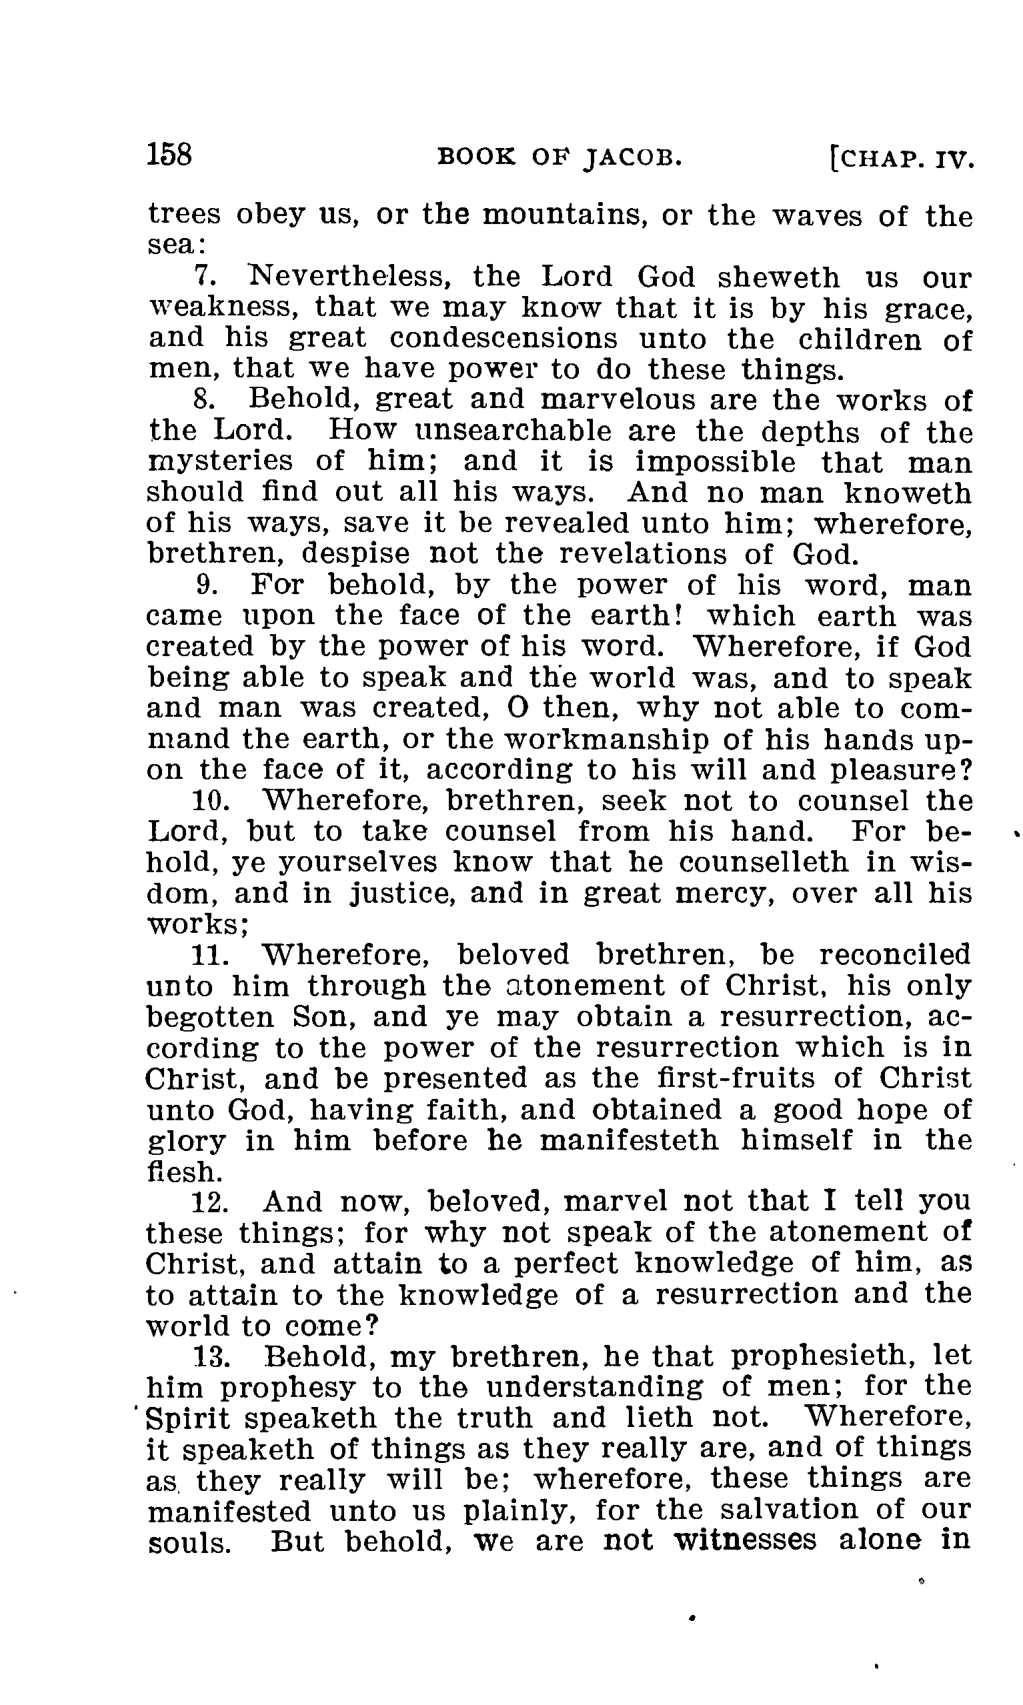 158 BOOK OF JACOB. [CHAP. IV.
trees obey us, or the mountains, or the waves of the
sea:
7. Nevertheless, the Lord God sheweth us our
weakness, that we may know that it is by his grace,
and his great condescensions unto the children of
men, that we have power to do these things.
8. Behold, great and marvelous are the works of
the Lord. How unsearchable are the depths of the
mysteries of him; and it is impossible that man
should find out all his ways. And no man knoweth
of his ways, save it be revealed unto him; wherefore,
brethren, despise not the revelations of God.
9. For behold, by the power of his word, man
came upon the face of the earth! which earth was
created by the power of his word. Wherefore, if God
being able to speak and the world was, and to speak
and man was created, O then, why not able to com-
mand the earth, or the workmanship of his hands up-
on the face of it, according to his will and pleasure?
10. Wherefore, brethren, seek not to counsel the
Lord, but to take counsel from his hand. For be-
hold, ye yourselves know that he counselleth in wis-
dom, and in justice, and in great mercy, over all his
works;
11. Wherefore, beloved brethren, be reconciled
unto him through the atonement of Christ, his only
begotten Son, and ye may obtain a resurrection, ac-
cording to the power of the resurrection which is in
Christ, and be presented as the first-fruits of Christ
unto God, having faith, and obtained a good hope of
glory in him before he manifesteth himself in the
flesh.
12. And now, beloved, marvel not that I tell you
these things; for why not speak of the atonement of
Christ, and attain to a perfect knowledge of him, as
to attain to the knowledge of a resurrection and the
world to come?
13. Behold, my brethren, he that prophesieth, let
him prophesy to the understanding of men; for the
Spirit speaketh the truth and lieth not. Wherefore,
it speaketh of things as they really are, and of things
as they really will be; wherefore, these things are
manifested unto us plainly, for the salvation of our
souls. But behold, we are not witnesses alone in